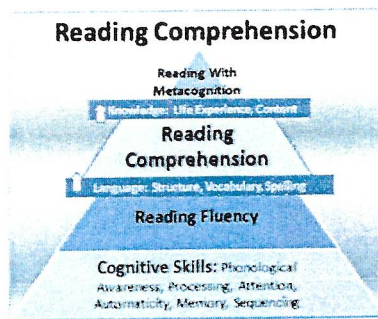 Reading Comprehension
Reading With
Metacognition
Knowledge: Life Experience, Content
Reading
Comprehension
Language: Structure, Vocabulary, Spelling
Reading Fluency
Cognitive Skills: Phonological
Awareness, Processing, Attention,
Automaticity, Memory, Sequencing